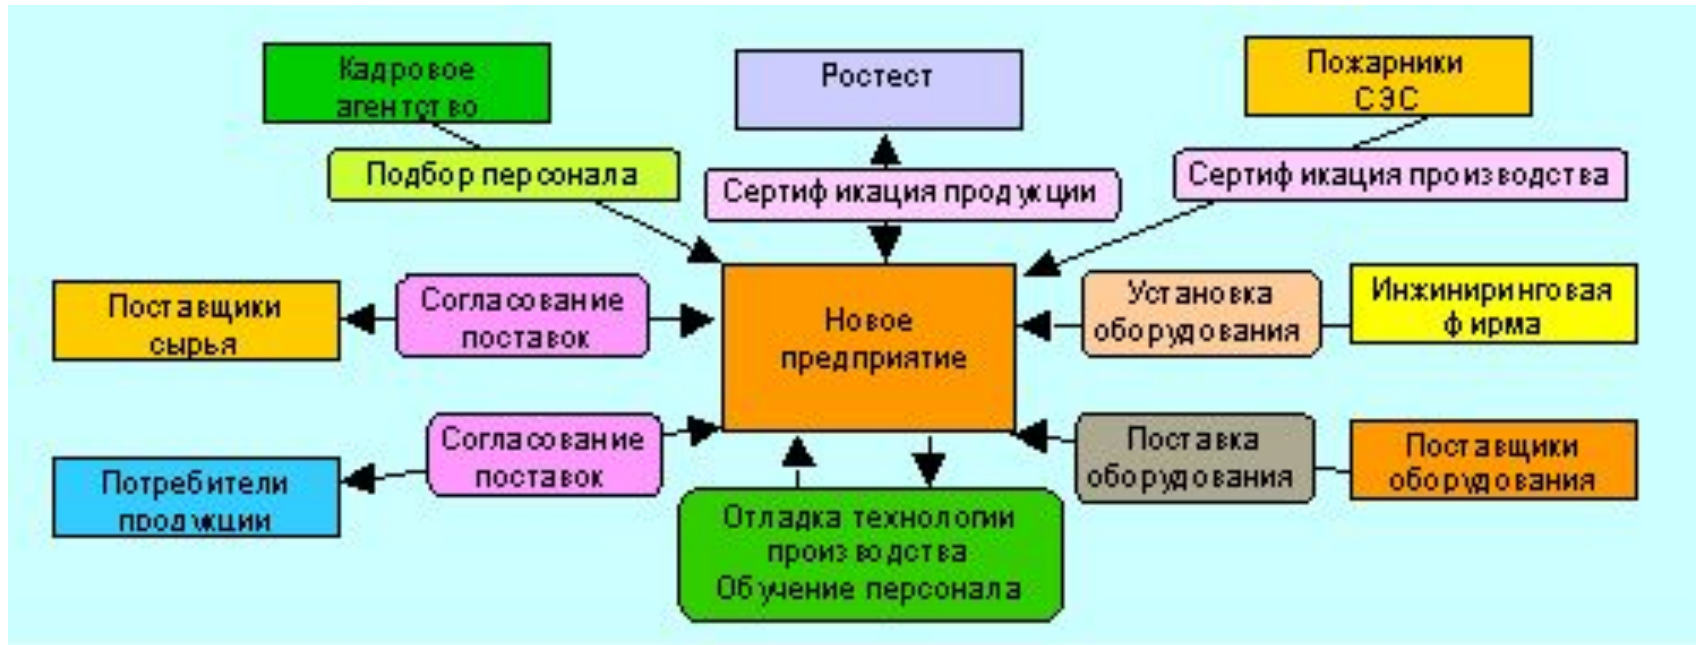 Кадровое
агентство
Ростест
Пожарники
СЭС
Подбор персонала
Сертификация продукции
Сертификация производства
Поставщики
сырья
Согласование
поставок
Новое
предприятие
Установка
оборудования
Инжиниринговая
фирма
Потребители
продукции
Согласование
поставок
Поставка
оборудования
Поставщики
оборудования
Отладка технологии
производства
Обучение персонала